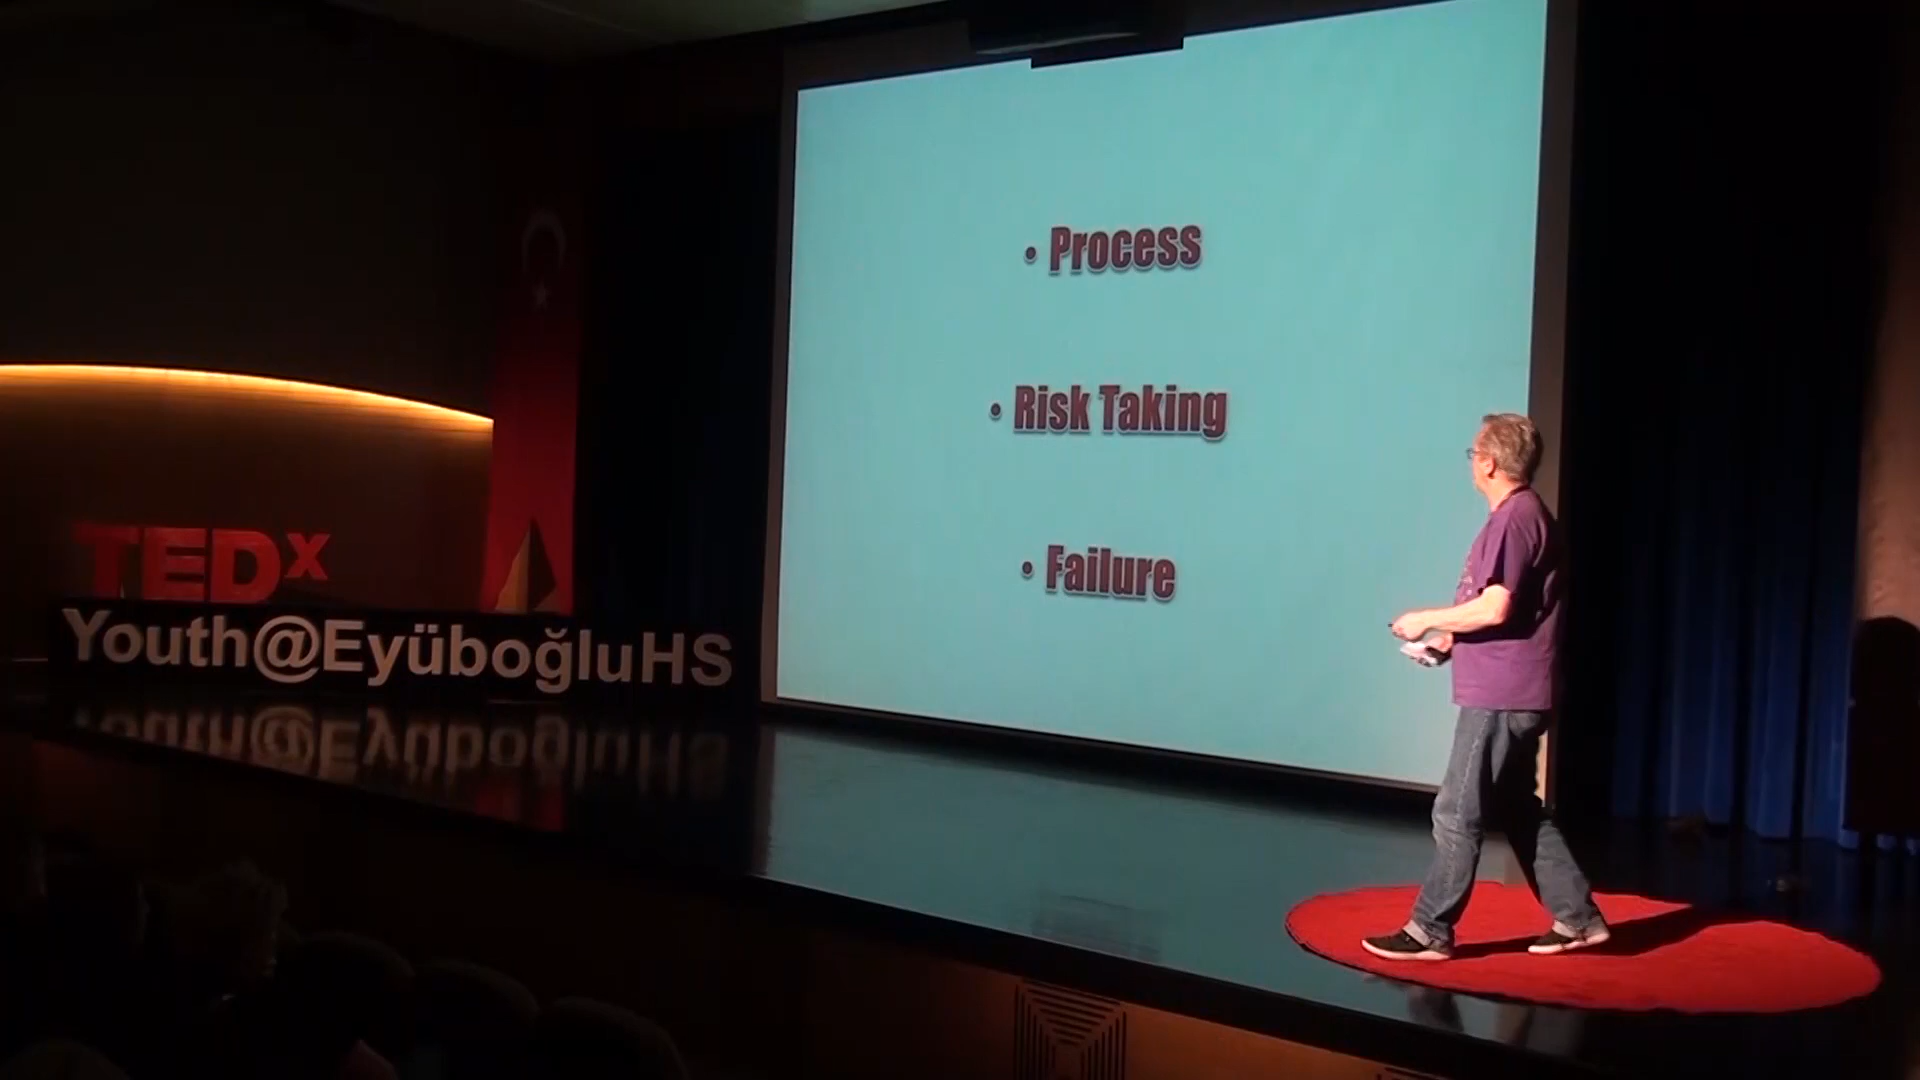 • Process
• Risk Taking
• Failure
TEDx
Youth@EyüboğluHS